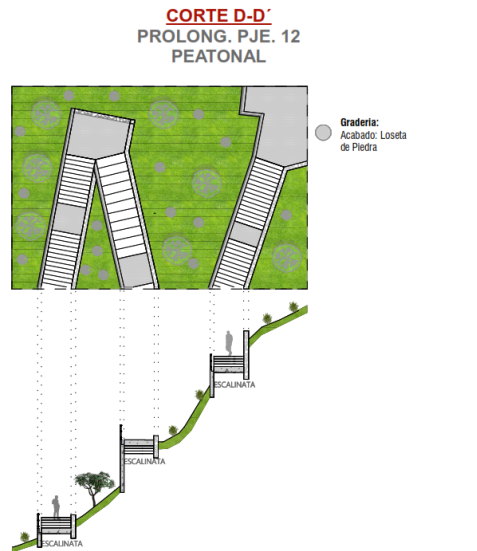 CORTE D-D´
PROLONG. PJE. 12
PEATONAL
Graderia:
Acabado: Loseta
de Piedra
ESCALINATA
ESCALINATA
ESCALINATA